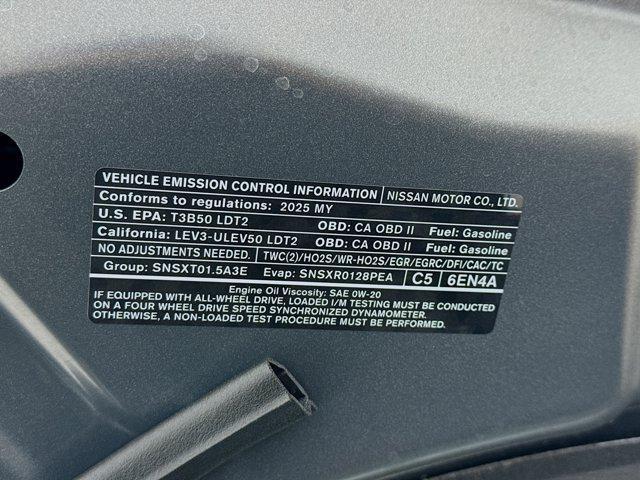 VEHICLE EMISSION CONTROL INFORMATION NISSAN MOTOR CO., LTD.
Conforms to regulations: 2025 MY
U.S. EPA: T3B50 LDT2 OBD: CA OBD II Fuel: Gasoline
California: LEV3-ULEV50 LDT2 OBD: CA OBD II Fuel: Gasoline
NO ADJUSTMENTS NEEDED. TWC(2)/HO2S/WR-HO2S/EGR/EGRC/DFI/CAC/TC
Group: SNSXT01.5A3E Evap: SNSXR0128PEA C5 6EN4A
Engine Oil Viscosity: SAE 0W-20
IF EQUIPPED WITH ALL-WHEEL DRIVE, LOADED I/M TESTING MUST BE CONDUCTED
ON A FOUR WHEEL DRIVE SPEED SYNCHRONIZED DYNAMOMETER.
OTHERWISE, A NON-LOADED TEST PROCEDURE MUST BE CONDUCTED.